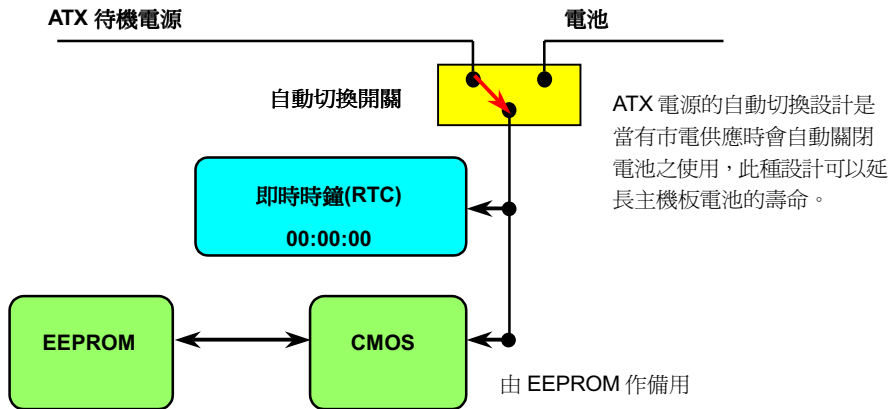 ATX 待機電源
電池
自動切換開關
ATX 電源的自動切換設計是
當有市電供應時會自動關閉
電池之使用，此種設計可以延
長主機板電池的壽命。
即時時鐘(RTC)
00:00:00
EEPROM
CMOS
由 EEPROM 作備用